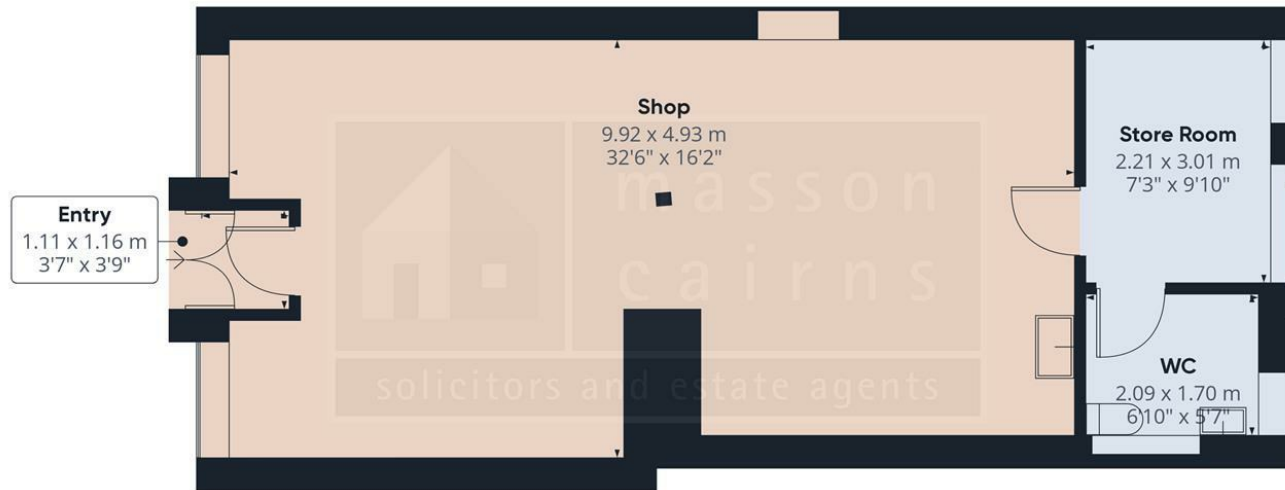 Shop
9.92 x 4.93 m
32'6" x 16'2"
Store Room
2.21 x 3.01 m
7'3" x 9'10"
Entry
1.11 x 1.16 m
3'7" x 3'9"
WC
2.09 x 1.70 m
6'10" x 5'7"
masson
cairns
solicitors and estate agents